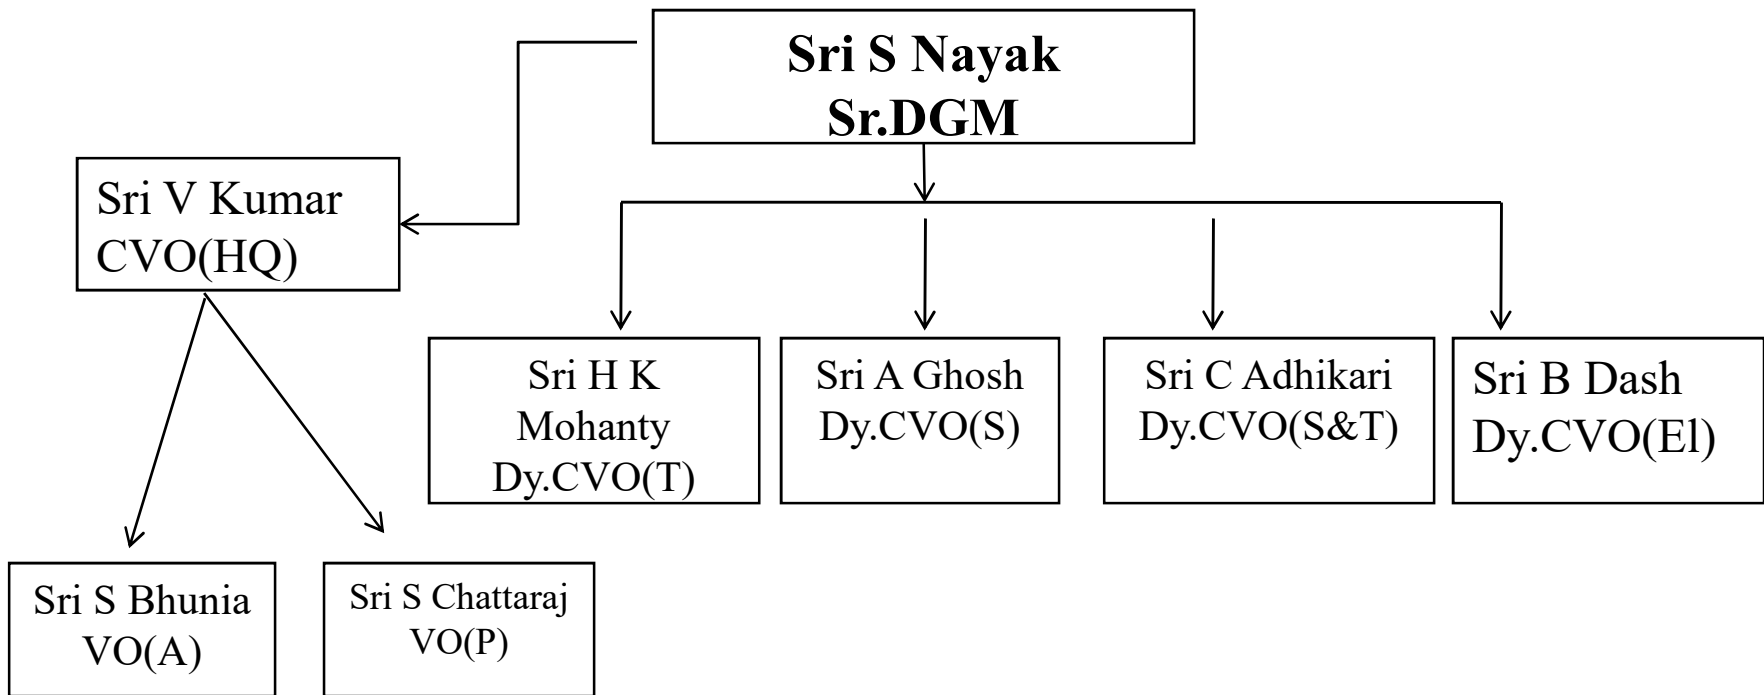 Sri S Nayak
Sr.DGM
Sri V Kumar
CVO(HQ)
Sri H K
Mohanty
Dy.CVO(T)
Sri A Ghosh
Dy.CVO(S)
Sri C Adhikari
Dy.CVO(S&T)
Sri B Dash
Dy.CVO(El)
Sri S Bhunia
VO(A)
Sri S Chattaraj
VO(P)